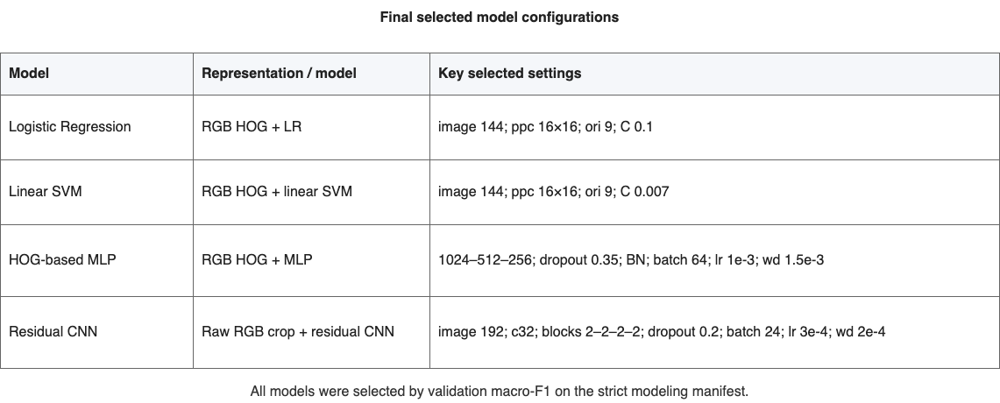 Final selected model configurations
Model Representation / model Key selected settings
Logistic Regression RGB HOG + LR image 144; ppc 16×16; ori 9; C 0.1
Linear SVM RGB HOG + linear SVM image 144; ppc 16×16; ori 9; C 0.007
HOG-based MLP RGB HOG + MLP 1024–512–256; dropout 0.35; BN; batch 64; lr 1e-3; wd 1.5e-3
Residual CNN Raw RGB crop + residual CNN image 192; c32; blocks 2–2–2–2; dropout 0.2; batch 24; lr 3e-4; wd 2e-4
All models were selected by validation macro-F1 on the strict modeling manifest.